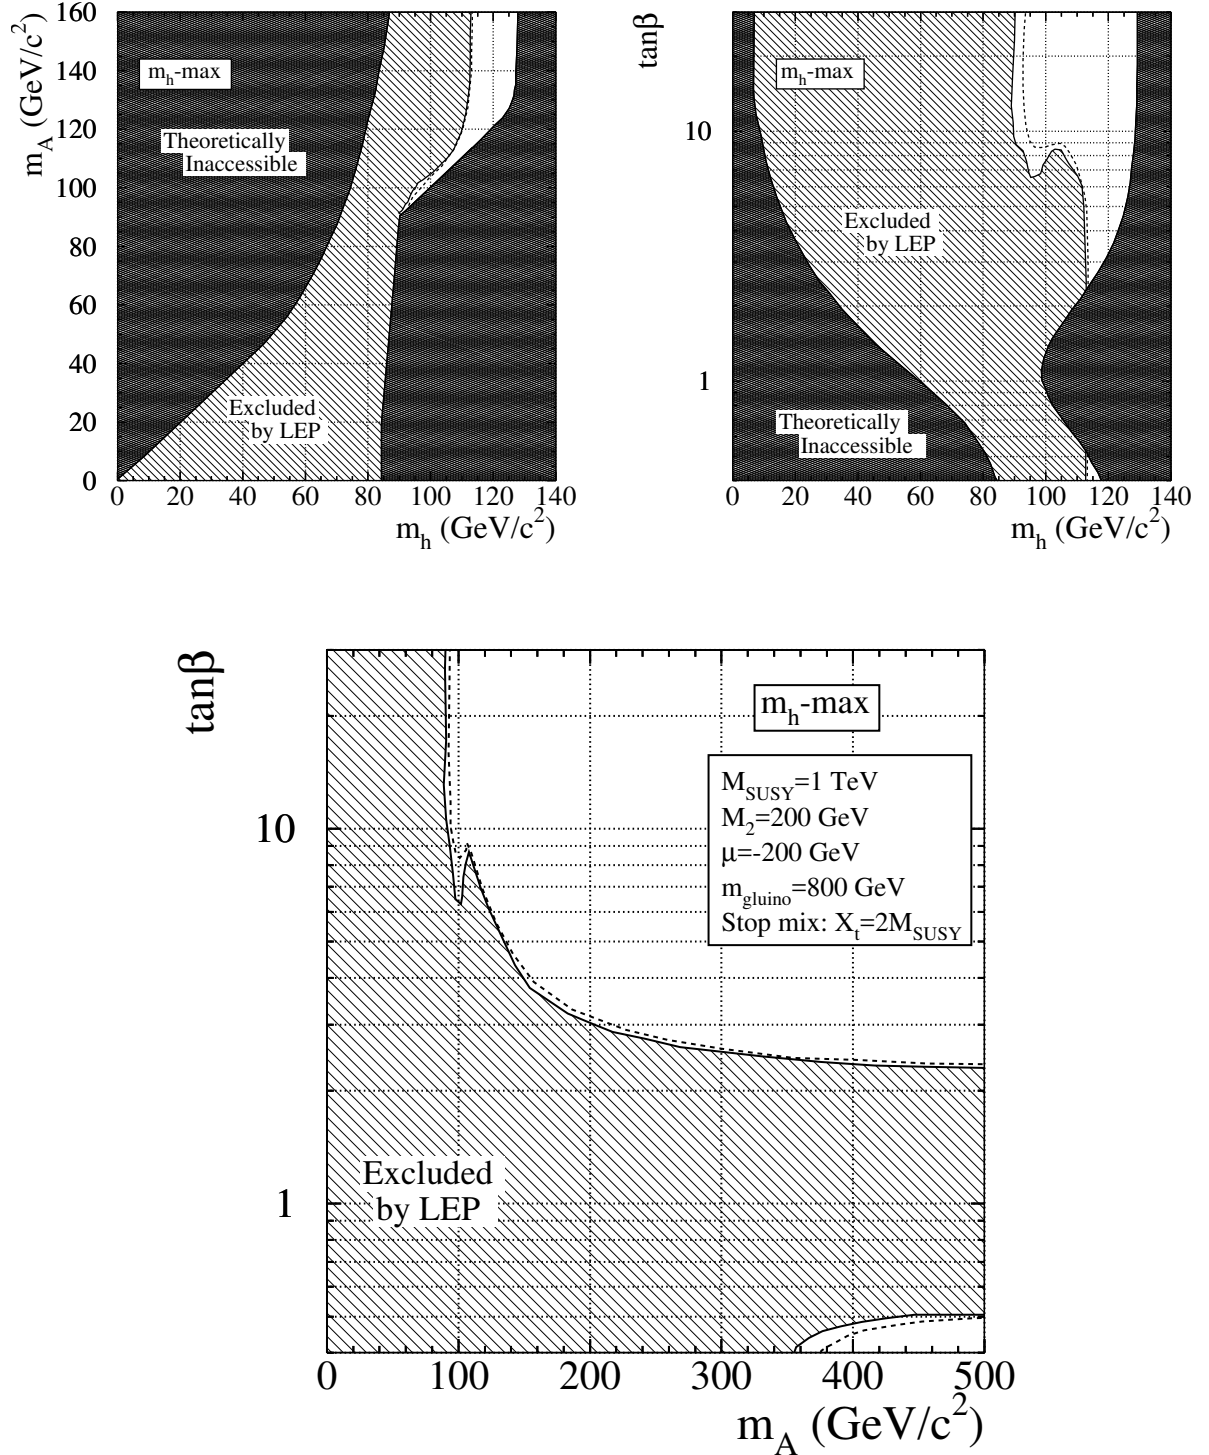 m_A (GeV/c²)
160
140
120
100
80
60
40
20
0
m_h-max
Theoretically
Inaccessible
Excluded
by LEP
0 20 40 60 80 100 120 140
m_h (GeV/c²)
tanβ
10
1
m_h-max
Excluded
by LEP
Theoretically
Inaccessible
0 20 40 60 80 100 120 140
m_h (GeV/c²)
tanβ
10
1
m_h-max
M_SUSY=1 TeV
M_2=200 GeV
μ=-200 GeV
m_gluino=800 GeV
Stop mix: X_t=2M_SUSY
Excluded
by LEP
0 100 200 300 400 500
m_A (GeV/c²)